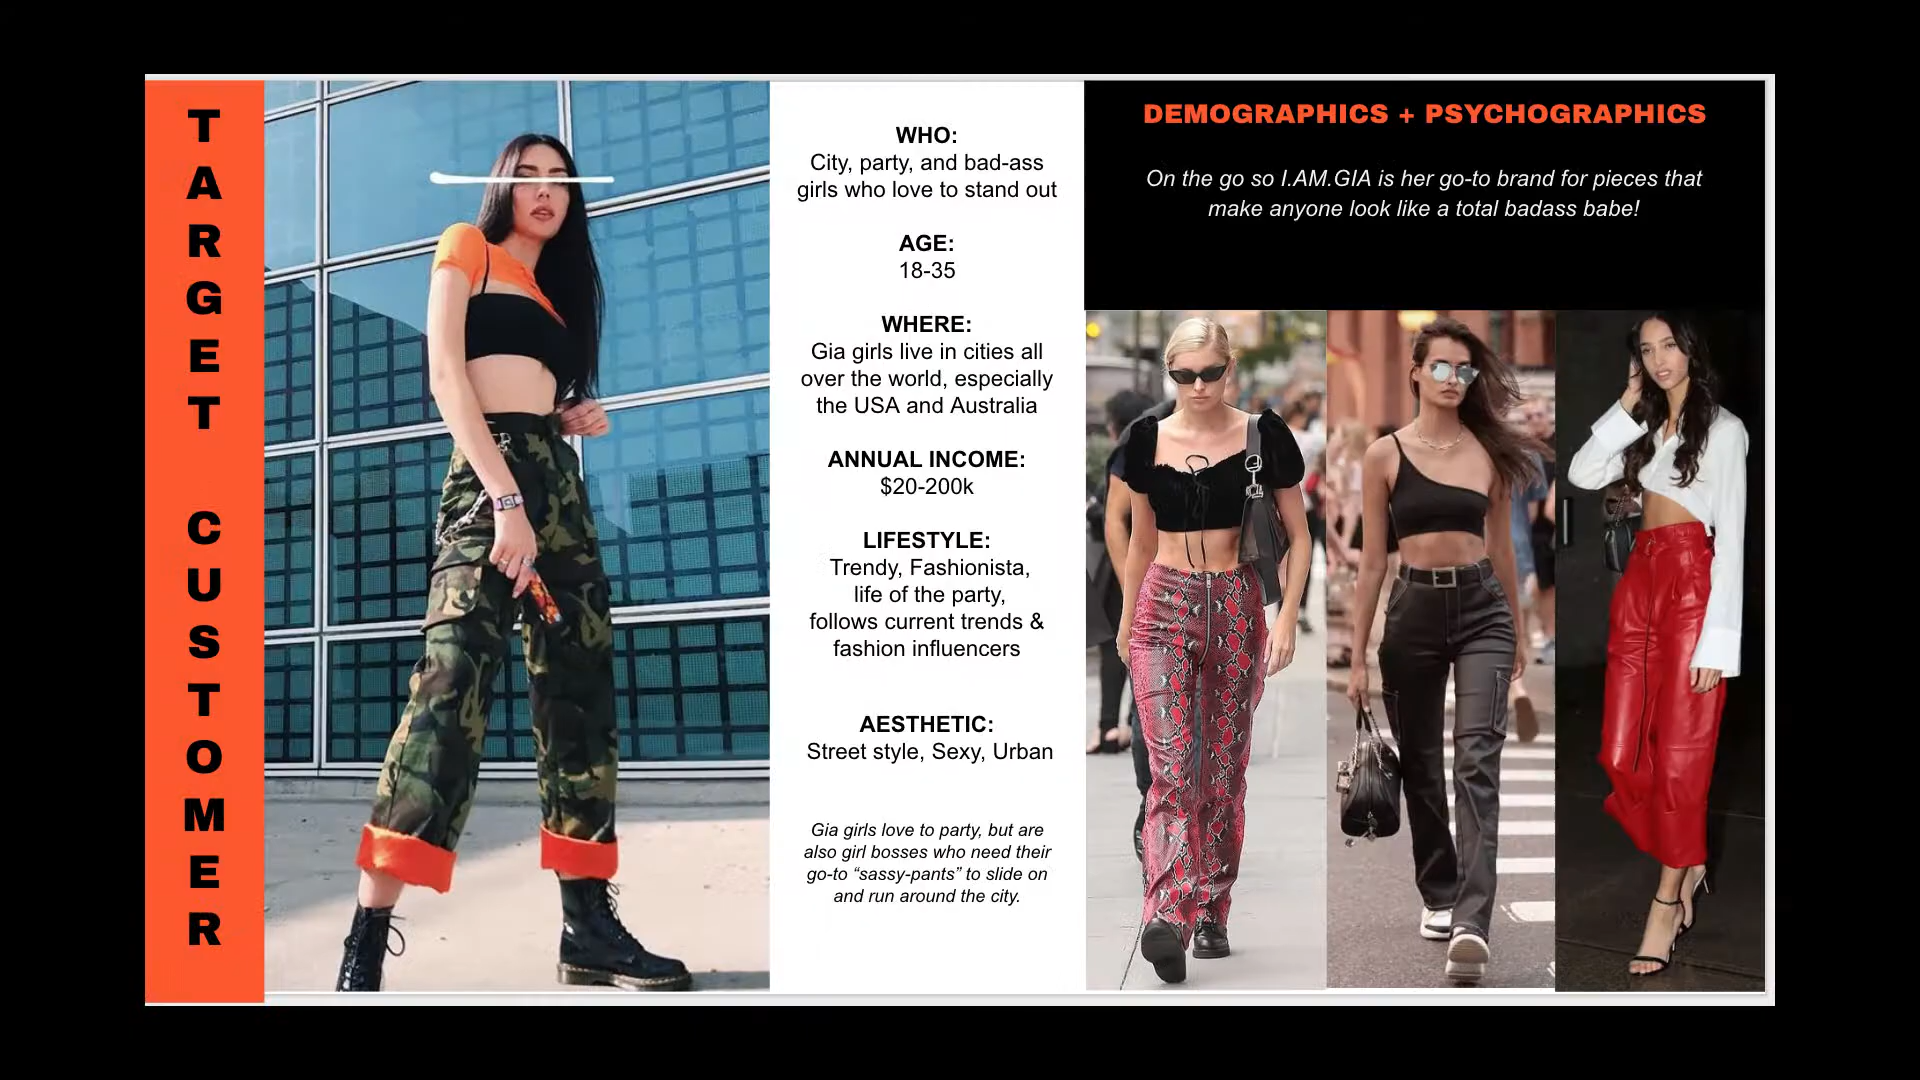 TARGET CUSTOMER
WHO:
City, party, and bad-ass
girls who love to stand out
AGE:
18-35
WHERE:
Gia girls live in cities all
over the world, especially
the USA and Australia
ANNUAL INCOME:
$20-200k
LIFESTYLE:
Trendy, Fashionista,
life of the party,
follows current trends &
fashion influencers
AESTHETIC:
Street style, Sexy, Urban
Gia girls love to party, but are
also girl bosses who need their
go-to “sassy-pants” to slide on
and run around the city.
DEMOGRAPHICS + PSYCHOGRAPHICS
On the go so I.AM.GIA is her go-to brand for pieces that
make anyone look like a total badass babe!